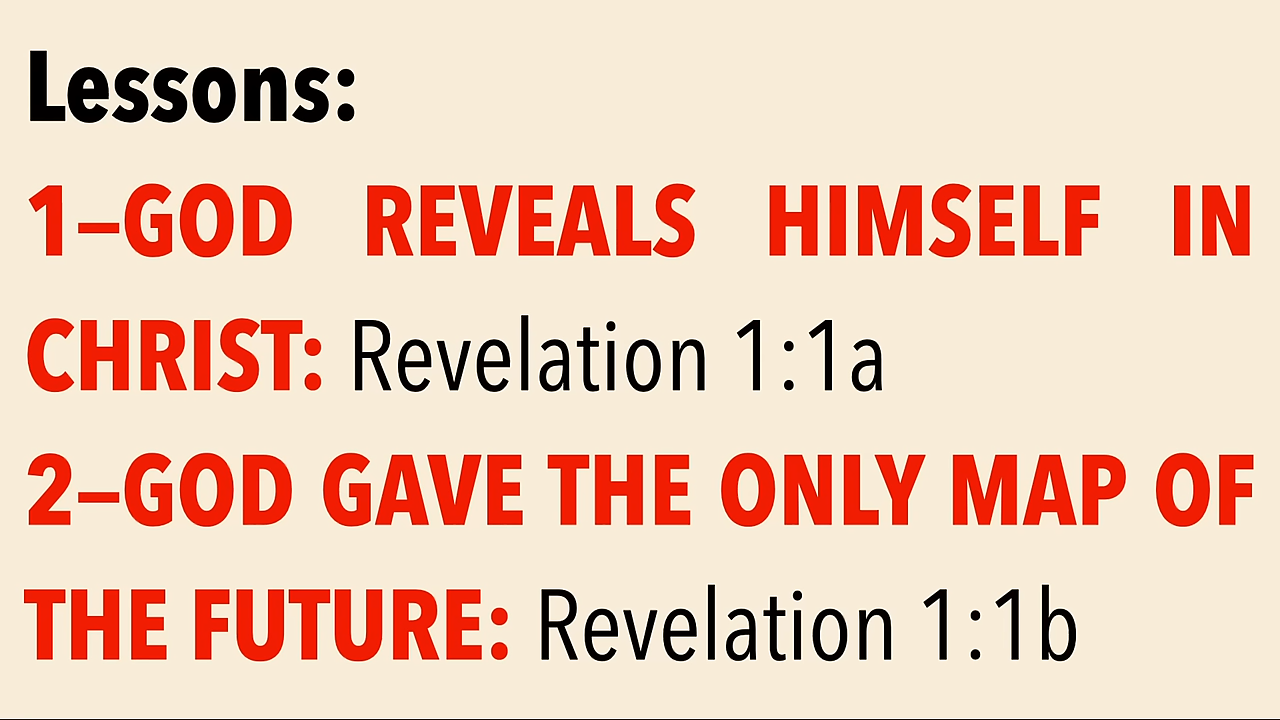 Lessons:
1–GOD REVEALS HIMSELF IN
CHRIST: Revelation 1:1a
2–GOD GAVE THE ONLY MAP OF
THE FUTURE: Revelation 1:1b